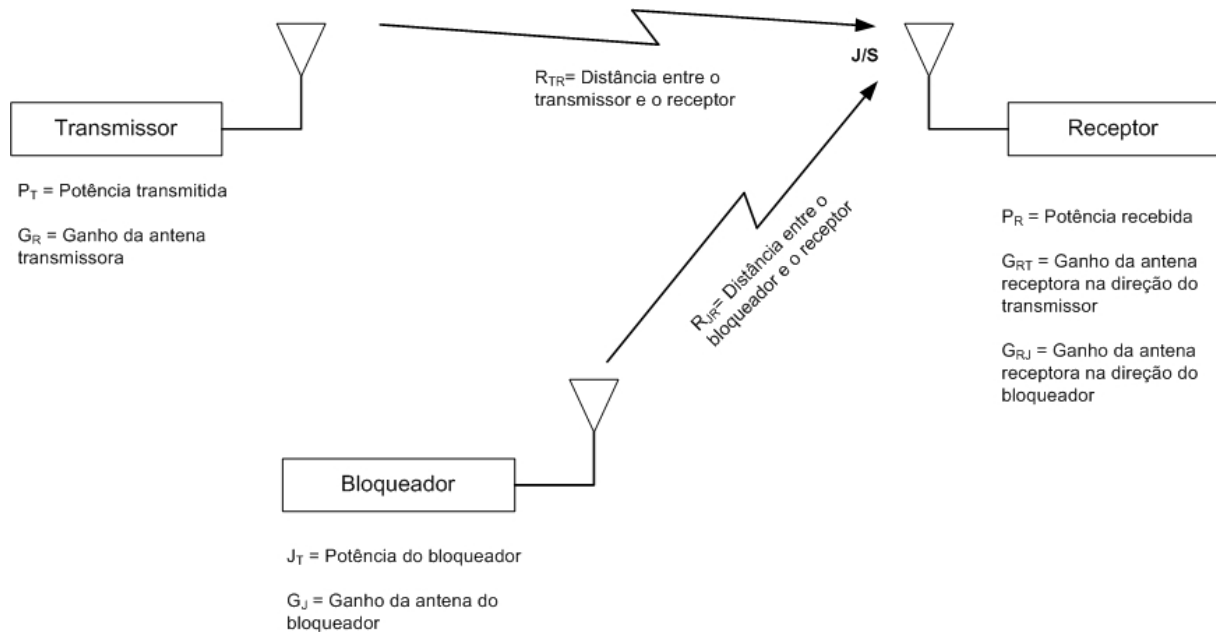 J/S
R_TR= Distância entre o
transmissor e o receptor
Transmissor
Receptor
P_T = Potência transmitida
G_R = Ganho da antena
transmissora
R_JR= Distância entre o
bloqueador e o receptor
P_R = Potência recebida
G_RT = Ganho da antena
receptora na direção do
transmissor
G_RJ = Ganho da antena
receptora na direção do
bloqueador
Bloqueador
J_T = Potência do bloqueador
G_J = Ganho da antena do
bloqueador